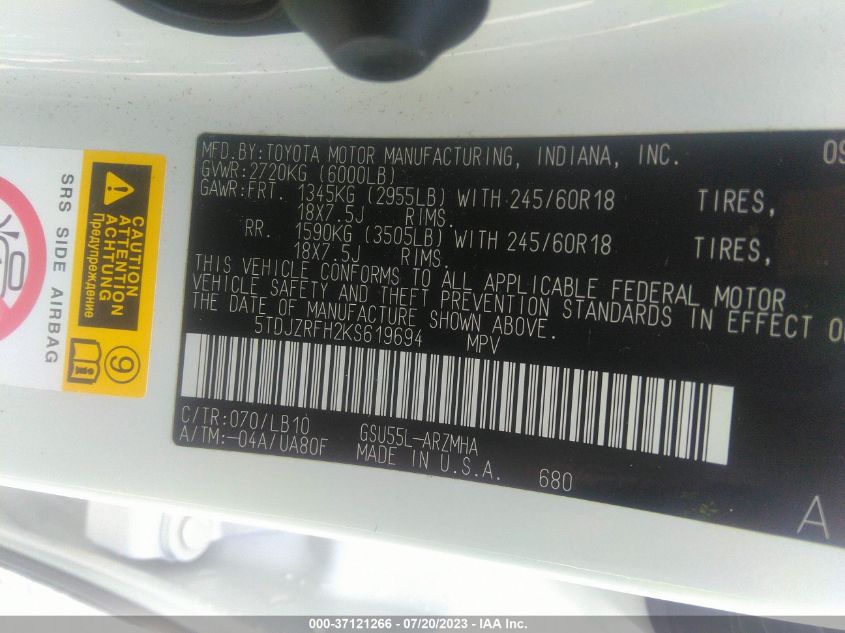 MFD.BY:TOYOTA MOTOR MANUFACTURING, INDIANA, INC. 09
GVWR:2720KG (6000LB)
GAWR:FRT. 1345KG (2955LB) WITH 245/60R18 TIRES,
18X7.5J RIMS.
RR. 1590KG (3505LB) WITH 245/60R18 TIRES,
18X7.5J RIMS.
THIS VEHICLE CONFORMS TO ALL APPLICABLE FEDERAL MOTOR
VEHICLE SAFETY AND THEFT PREVENTION STANDARDS IN EFFECT
THE DATE OF MANUFACTURE SHOWN ABOVE.
5TDJZRFH2KS619694 MPV
C/TR:070/LB10 GSU55L-ARZMHA
A/TM:-04A/UA80F MADE IN U.S.A. 680
A
SRS SIDE AIRBAG
CAUTION
ATTENTION
ACHTUNG
Предупреждение
9
000-37121266 - 07/20/2023 - IAA Inc.